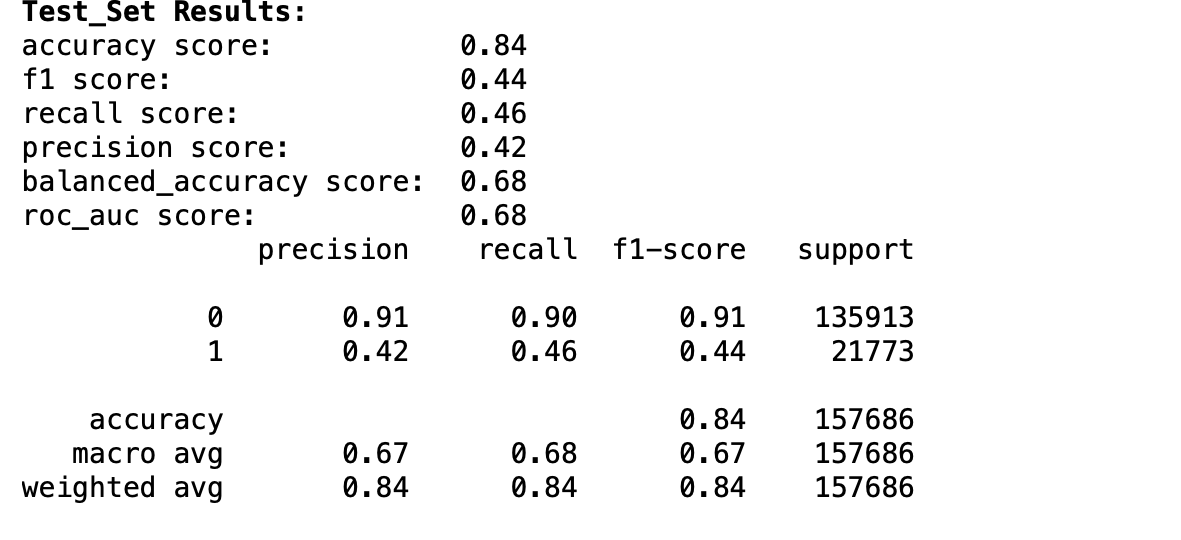 Test_Set Results:
accuracy score: 0.84
f1 score: 0.44
recall score: 0.46
precision score: 0.42
balanced_accuracy score: 0.68
roc_auc score: 0.68
precision recall f1-score support
0 0.91 0.90 0.91 135913
1 0.42 0.46 0.44 21773
accuracy 0.84 157686
macro avg 0.67 0.68 0.67 157686
weighted avg 0.84 0.84 0.84 157686